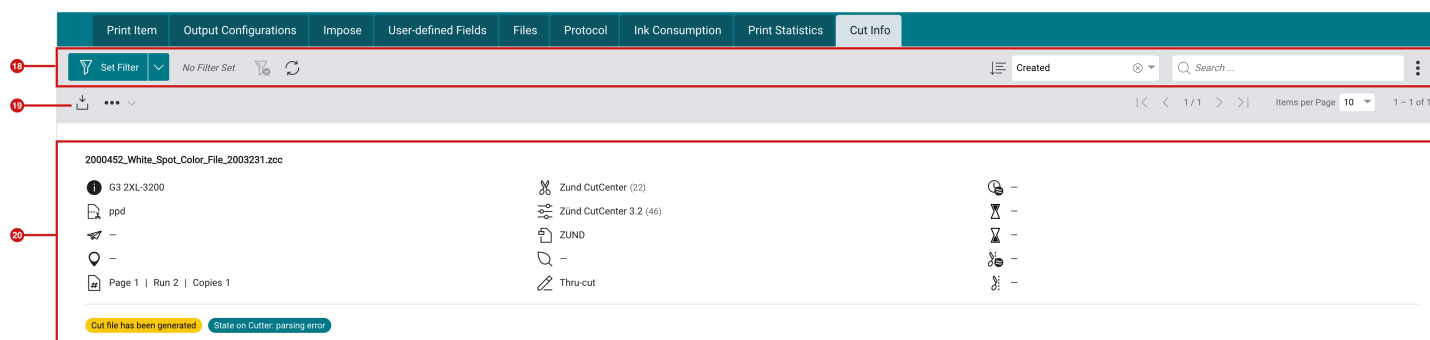 Print Item Output Configurations Impose User-defined Fields Files Protocol Ink Consumption Print Statistics Cut Info
18 Set Filter No Filter Set Created Search ...
19 ••• 1 / 1 Items per Page 10 1 – 1 of 1
2000452_White_Spot_Color_File_2003231.zcc
G3 2XL-3200 Zund CutCenter (22) –
ppd Zünd CutCenter 3.2 (46) –
20 – ZUND –
– – –
# Page 1 | Run 2 | Copies 1 Thru-cut –
Cut file has been generated State on Cutter: parsing error